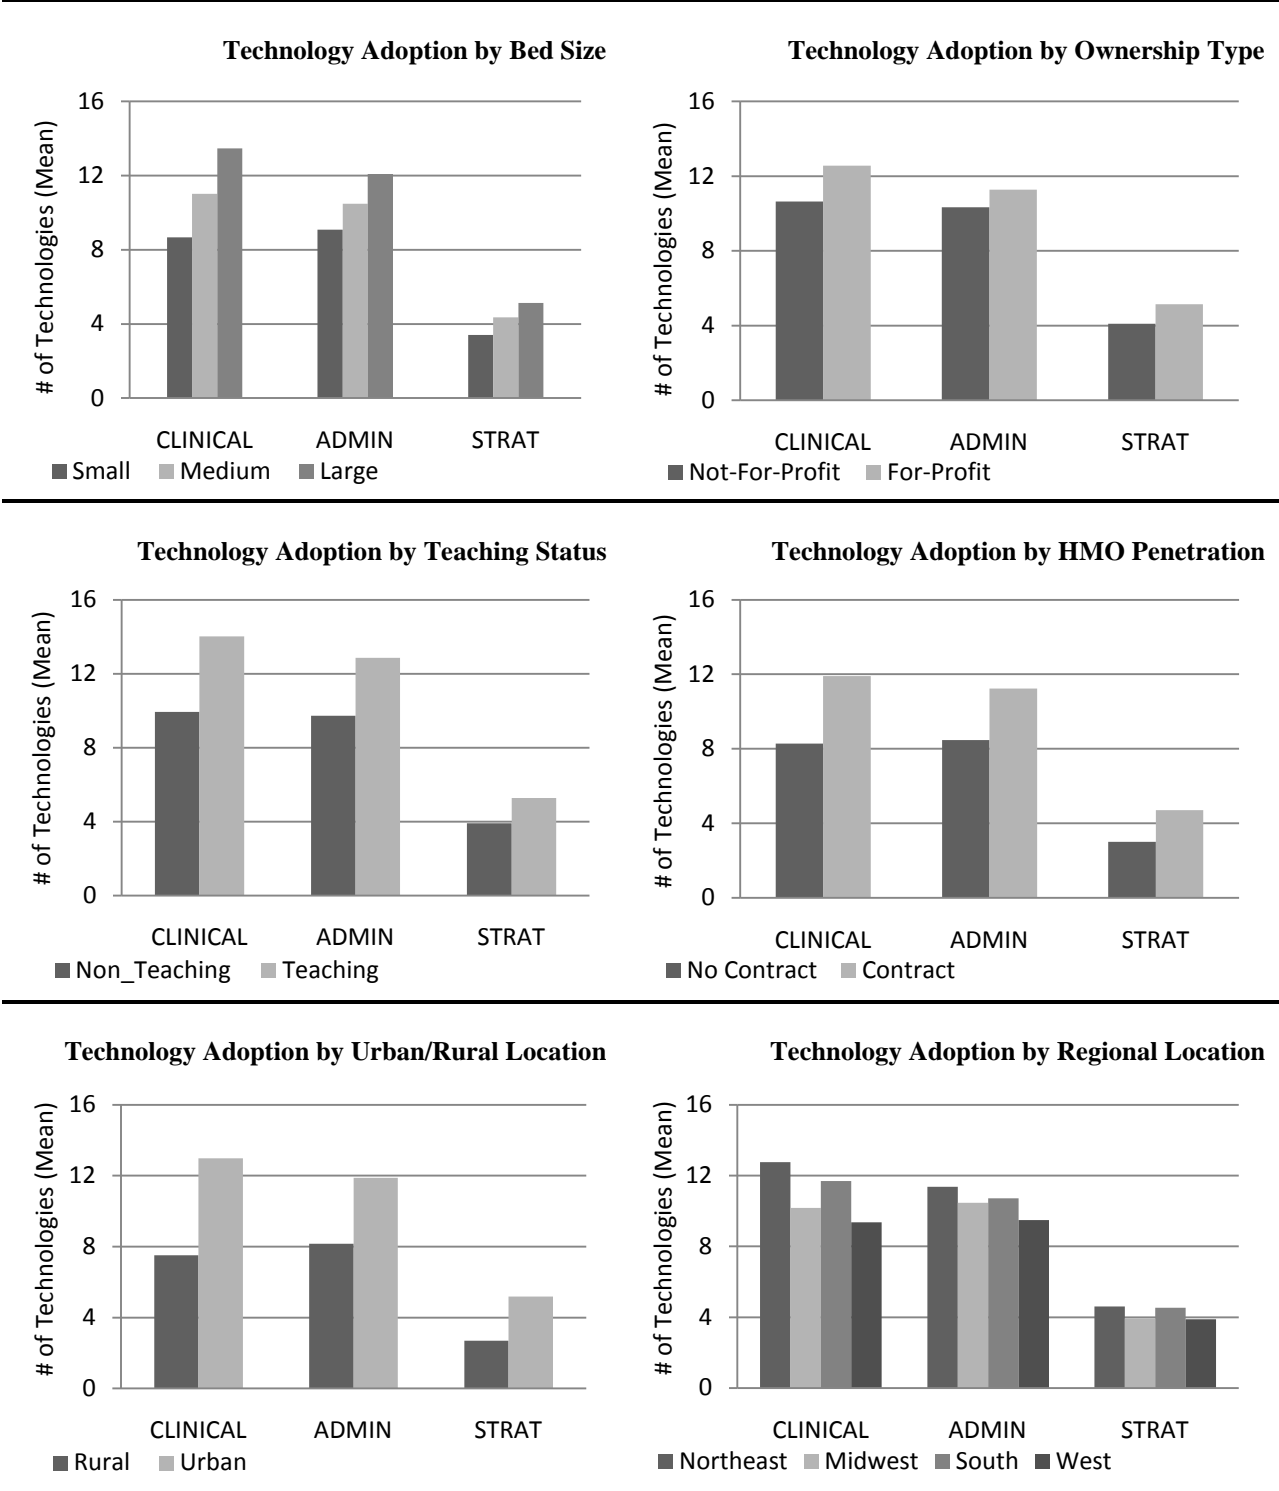 Technology Adoption by Bed Size
# of Technologies (Mean)
16
12
8
4
0
CLINICAL ADMIN STRAT
Small Medium Large
Technology Adoption by Ownership Type
# of Technologies (Mean)
16
12
8
4
0
CLINICAL ADMIN STRAT
Not-For-Profit For-Profit
Technology Adoption by Teaching Status
# of Technologies (Mean)
16
12
8
4
0
CLINICAL ADMIN STRAT
Non_Teaching Teaching
Technology Adoption by HMO Penetration
# of Technologies (Mean)
16
12
8
4
0
CLINICAL ADMIN STRAT
No Contract Contract
Technology Adoption by Urban/Rural Location
# of Technologies (Mean)
16
12
8
4
0
CLINICAL ADMIN STRAT
Rural Urban
Technology Adoption by Regional Location
# of Technologies (Mean)
16
12
8
4
0
CLINICAL ADMIN STRAT
Northeast Midwest South West